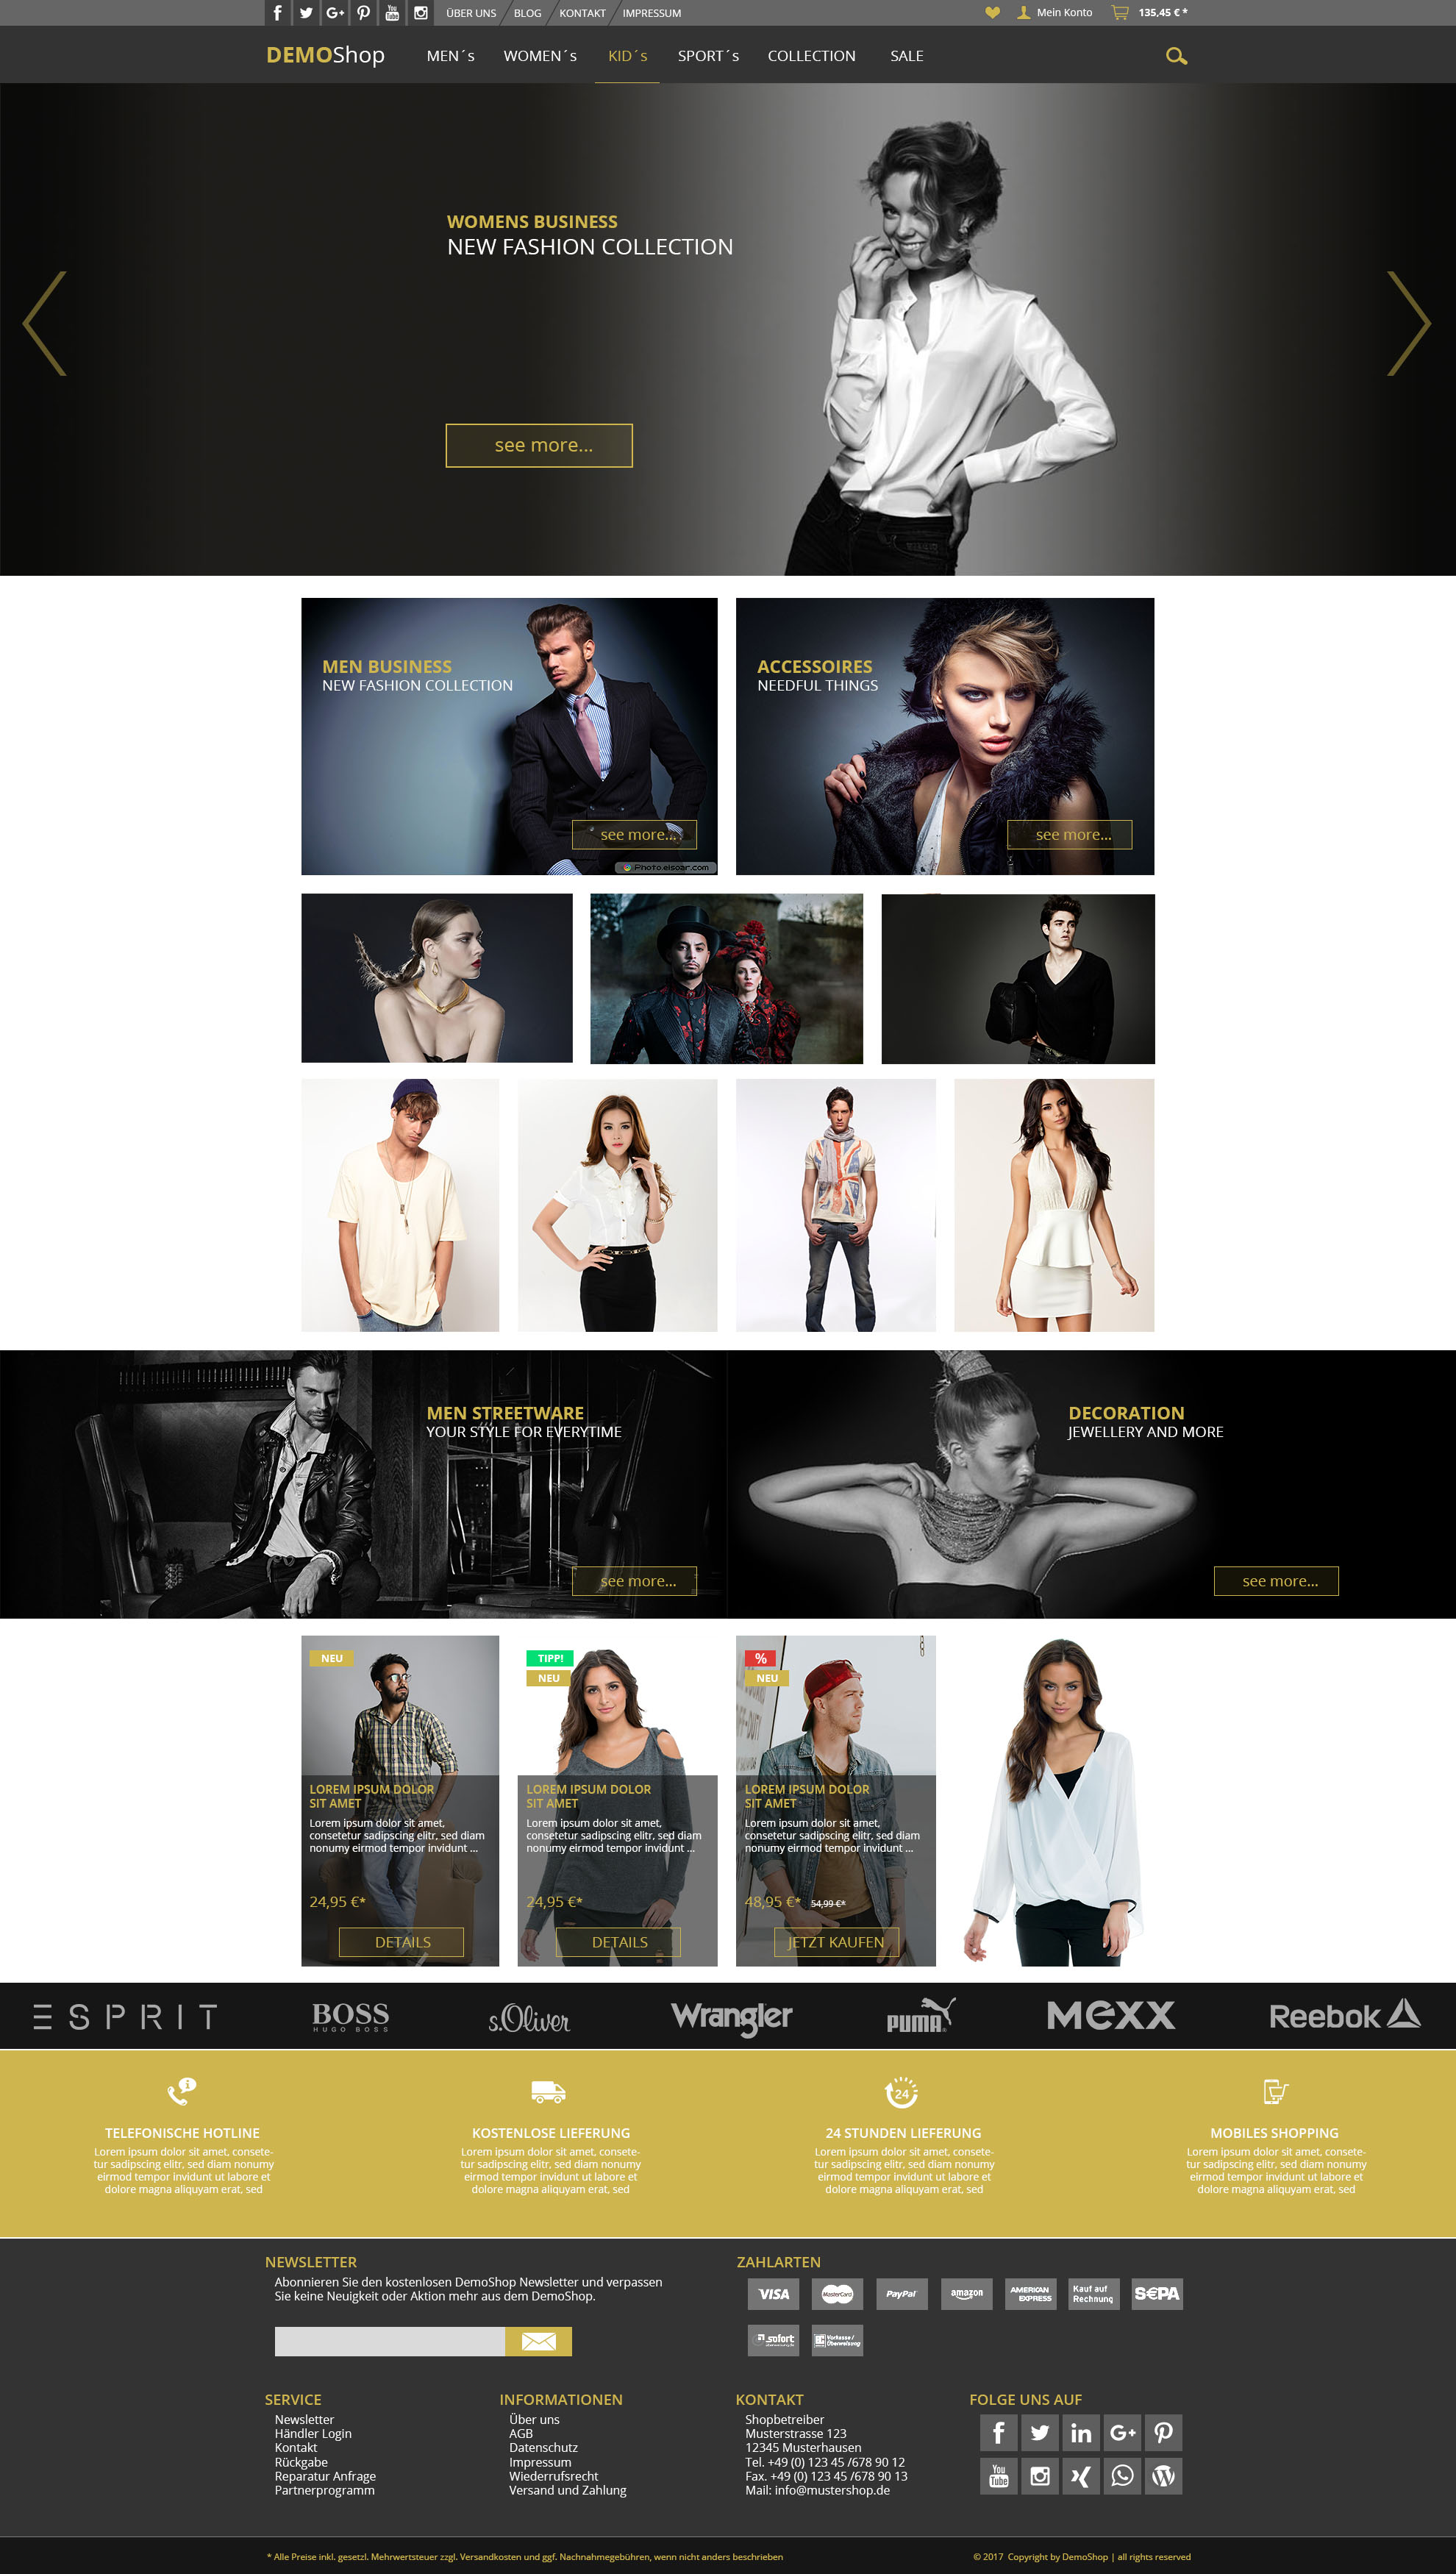 ÜBER UNS BLOG KONTAKT IMPRESSUM Mein Konto 135,45 € *
DEMOShop MEN´s WOMEN´s KID´s SPORT´s COLLECTION SALE
WOMENS BUSINESS
NEW FASHION COLLECTION
see more...
MEN BUSINESS
NEW FASHION COLLECTION
see more...
Photo.elsoar.com
ACCESSOIRES
NEEDFUL THINGS
see more...
MEN STREETWARE
YOUR STYLE FOR EVERYTIME
see more...
DECORATION
JEWELLERY AND MORE
see more...
NEU
LOREM IPSUM DOLOR
SIT AMET
Lorem ipsum dolor sit amet,
consetetur sadipscing elitr, sed diam
nonumy eirmod tempor invidunt ...
24,95 €*
DETAILS
TIPP!
NEU
LOREM IPSUM DOLOR
SIT AMET
Lorem ipsum dolor sit amet,
consetetur sadipscing elitr, sed diam
nonumy eirmod tempor invidunt ...
24,95 €*
DETAILS
%
NEU
LOREM IPSUM DOLOR
SIT AMET
Lorem ipsum dolor sit amet,
consetetur sadipscing elitr, sed diam
nonumy eirmod tempor invidunt ...
48,95 €* 54,99 €*
JETZT KAUFEN
ESPRIT
BOSS
HUGO BOSS
s.Oliver
Wrangler
PUMA
MEXX
Reebok
TELEFONISCHE HOTLINE
Lorem ipsum dolor sit amet, consete-
tur sadipscing elitr, sed diam nonumy
eirmod tempor invidunt ut labore et
dolore magna aliquyam erat, sed
KOSTENLOSE LIEFERUNG
Lorem ipsum dolor sit amet, consete-
tur sadipscing elitr, sed diam nonumy
eirmod tempor invidunt ut labore et
dolore magna aliquyam erat, sed
24
24 STUNDEN LIEFERUNG
Lorem ipsum dolor sit amet, consete-
tur sadipscing elitr, sed diam nonumy
eirmod tempor invidunt ut labore et
dolore magna aliquyam erat, sed
MOBILES SHOPPING
Lorem ipsum dolor sit amet, consete-
tur sadipscing elitr, sed diam nonumy
eirmod tempor invidunt ut labore et
dolore magna aliquyam erat, sed
NEWSLETTER
Abonnieren Sie den kostenlosen DemoShop Newsletter und verpassen
Sie keine Neuigkeit oder Aktion mehr aus dem DemoShop.
ZAHLARTEN
VISA
MasterCard
PayPal
amazon
AMERICAN
EXPRESS
Kauf auf
Rechnung
S€PA
sofort
Vorkasse /
Überweisung
SERVICE
Newsletter
Händler Login
Kontakt
Rückgabe
Reparatur Anfrage
Partnerprogramm
INFORMATIONEN
Über uns
AGB
Datenschutz
Impressum
Wiederrufsrecht
Versand und Zahlung
KONTAKT
Shopbetreiber
Musterstrasse 123
12345 Musterhausen
Tel. +49 (0) 123 45 /678 90 12
Fax. +49 (0) 123 45 /678 90 13
Mail: info@mustershop.de
FOLGE UNS AUF
You
Tube
* Alle Preise inkl. gesetzl. Mehrwertsteuer zzgl. Versandkosten und ggf. Nachnahmegebühren, wenn nicht anders beschrieben
© 2017 Copyright by DemoShop | all rights reserved